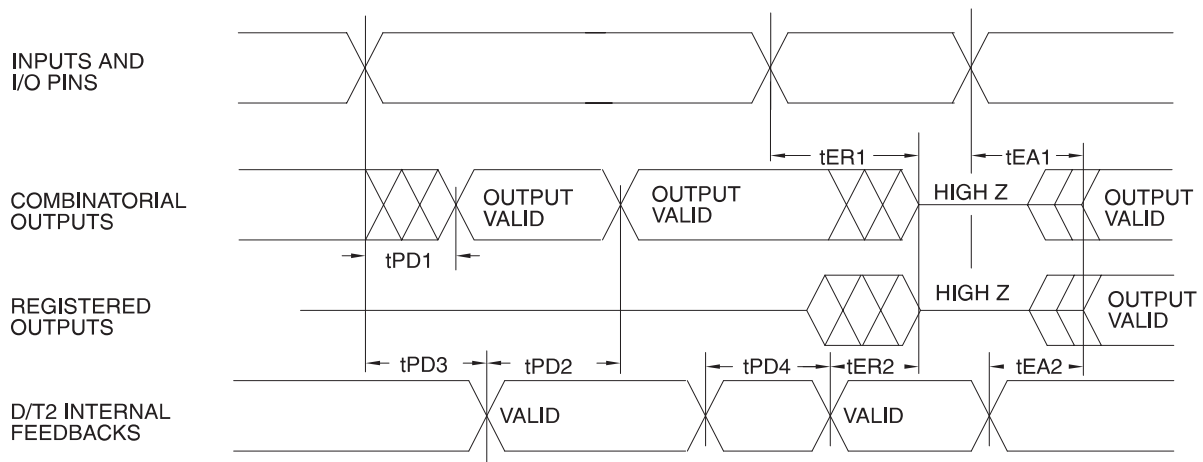 INPUTS AND
I/O PINS
tER1
tEA1
COMBINATORIAL
OUTPUTS
OUTPUT
VALID
OUTPUT
VALID
HIGH Z
OUTPUT
VALID
tPD1
REGISTERED
OUTPUTS
HIGH Z
OUTPUT
VALID
tPD3
tPD2
tPD4
tER2
tEA2
D/T2 INTERNAL
FEEDBACKS
VALID
VALID